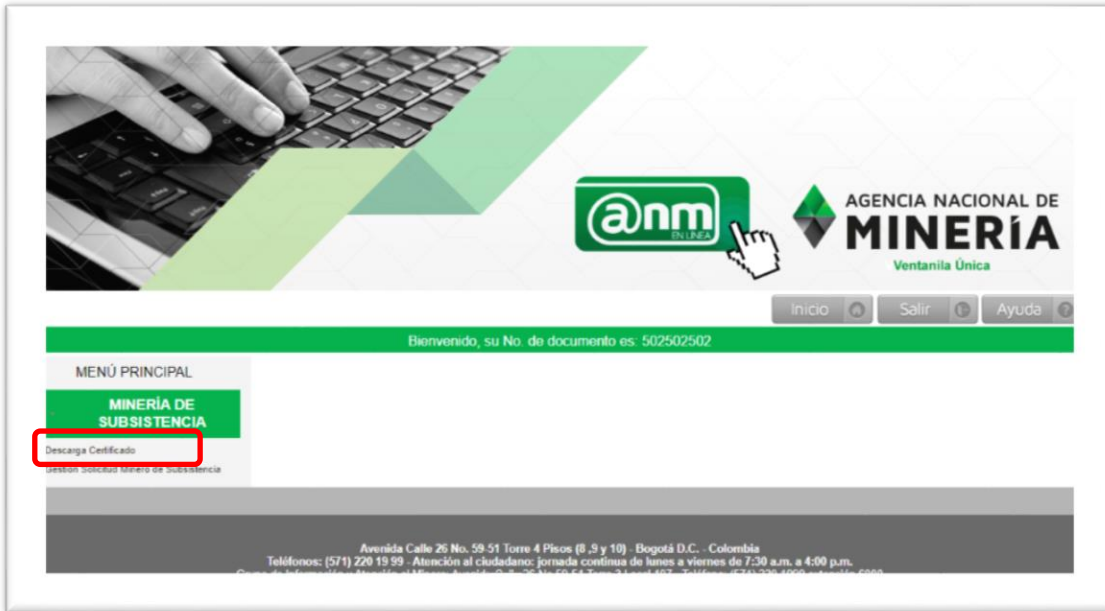 @nm
EN LÍNEA
AGENCIA NACIONAL DE
MINERÍA
Ventanila Única
Inicio
Salir
Ayuda
Bienvenido, su No. de documento es: 502502502
MENÚ PRINCIPAL
MINERÍA DE
SUBSISTENCIA
Descarga Certificado
Gestión Solicitud Minero de Subsistencia
Avenida Calle 26 No. 59-51 Torre 4 Pisos (8 ,9 y 10) - Bogotá D.C. - Colombia
Teléfonos: (571) 220 19 99 - Atención al ciudadano: jornada continua de lunes a viernes de 7:30 a.m. a 4:00 p.m.